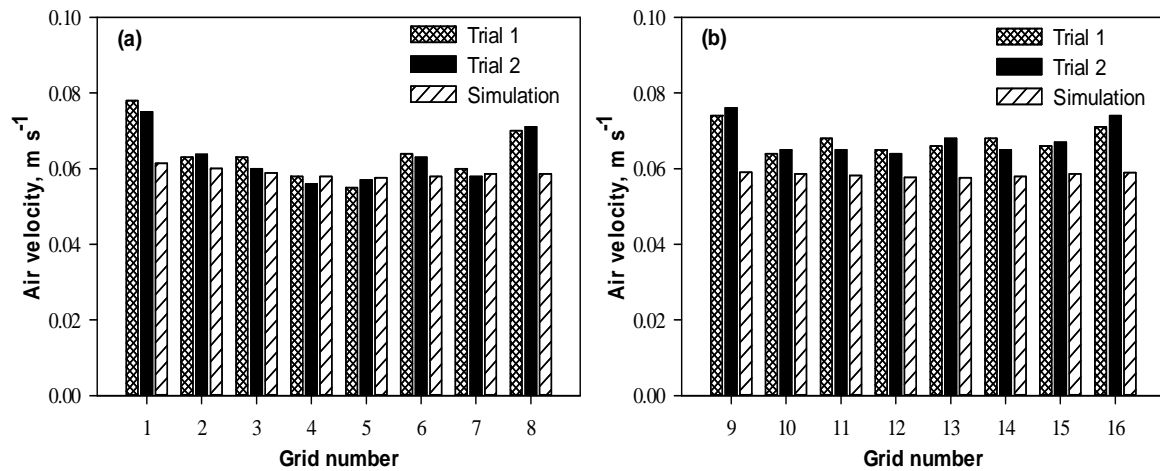 (a)
Trial 1
Trial 2
Simulation
Air velocity, m s-1
0.10
0.08
0.06
0.04
0.02
0.00
1 2 3 4 5 6 7 8
Grid number
(b)
Trial 1
Trial 2
Simulation
Air velocity, m s-1
0.10
0.08
0.06
0.04
0.02
0.00
9 10 11 12 13 14 15 16
Grid number